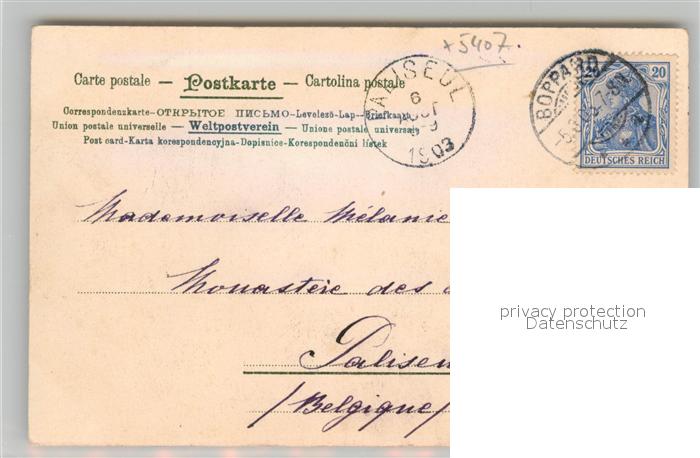 +5407.
Carte postale — Postkarte — Cartolina postale
Correspondenzkarte-ОТКРЫТОЕ ПИСЬМО-Levelező-Lap-Briefkaart
Union postale universelle — Weltpostverein — Unione postale universale
Post card-Karta korespondencyjna-Dopisnice-Korespondenční lístek
PALISEUL
6
1903
BOPPARD
20 20
DEUTSCHES REICH
Mademoiselle Mélanie
Monastère des
Paliseu
/Belgique/
privacy protection
Datenschutz